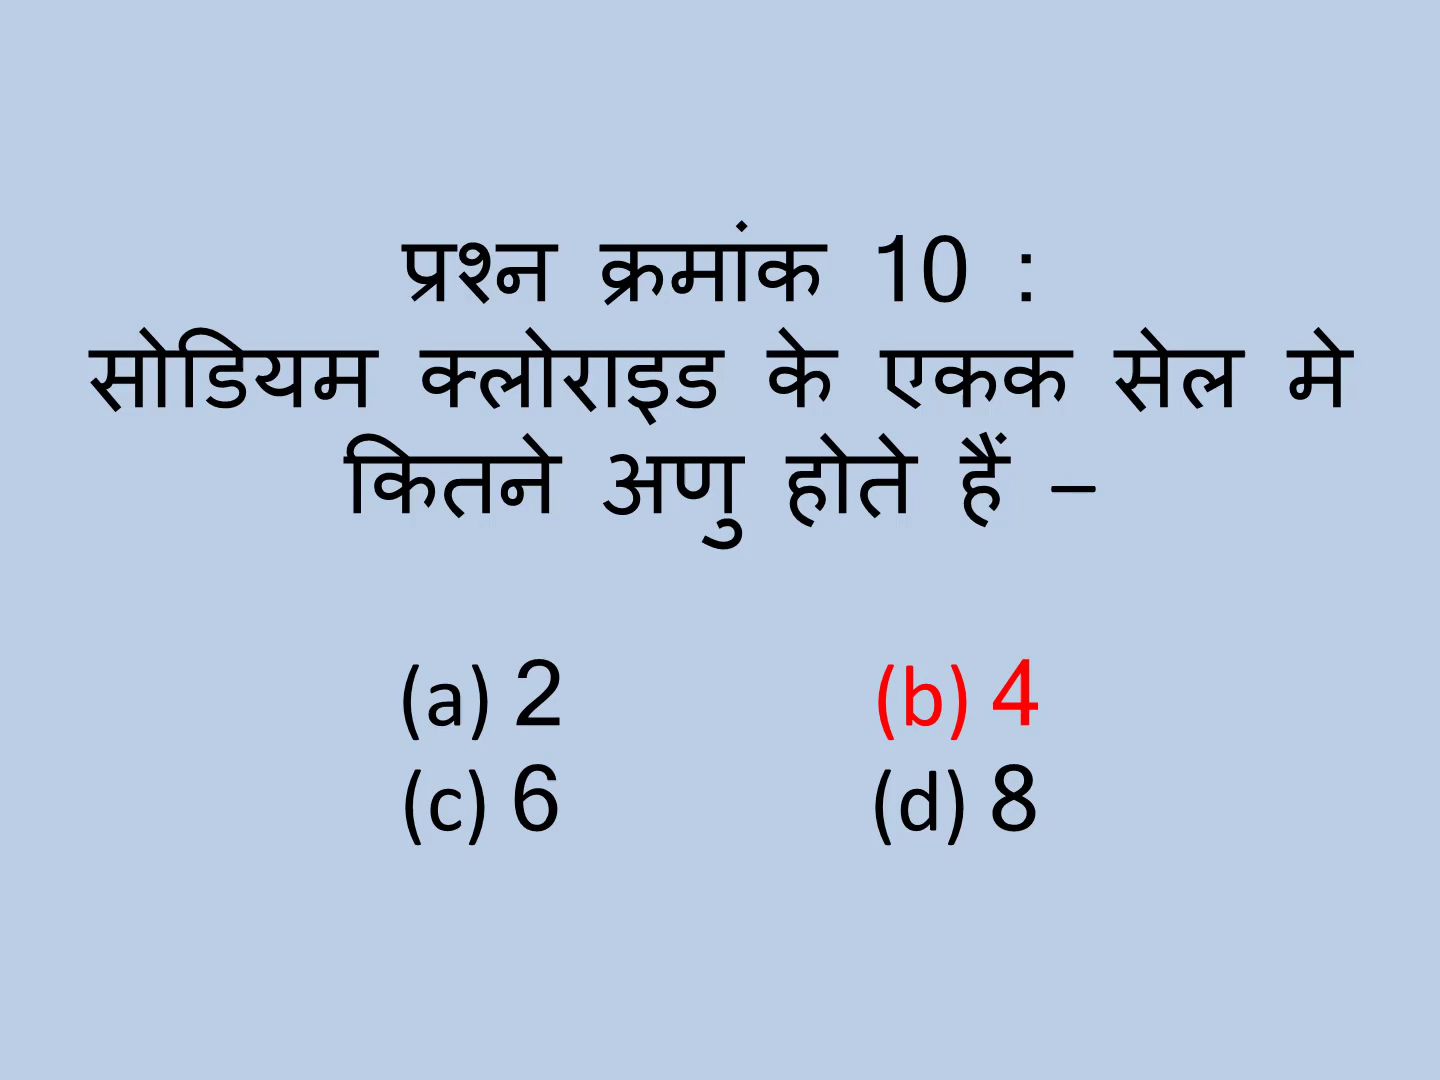 प्रश्न क्रमांक 10 :
सोडियम क्लोराइड के एकक सेल मे
कितने अणु होते हैं –
(a) 2 (b) 4
(c) 6 (d) 8